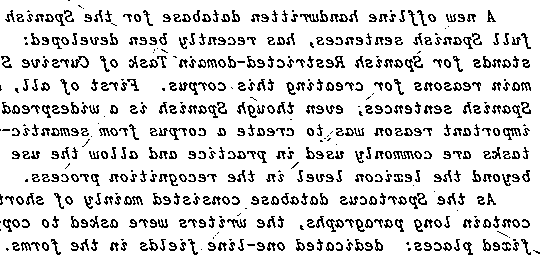 A new offline handwritten database for the Spanish
full Spanish sentences, has recently been developed:
stands for Spanish Restricted-domain Task of Cursive S
main reasons for creating this corpus. First of all,
Spanish sentences, even though Spanish is a widespread
important reason was to create a corpus from semantic-
tasks are commonly used in practice and allow the use
beyond the lexicon level in the recognition process.
As the Spartacus database consisted mainly of short
contain long paragraphs, the writers were asked to cop
fixed places: dedicated one-line fields in the forms.